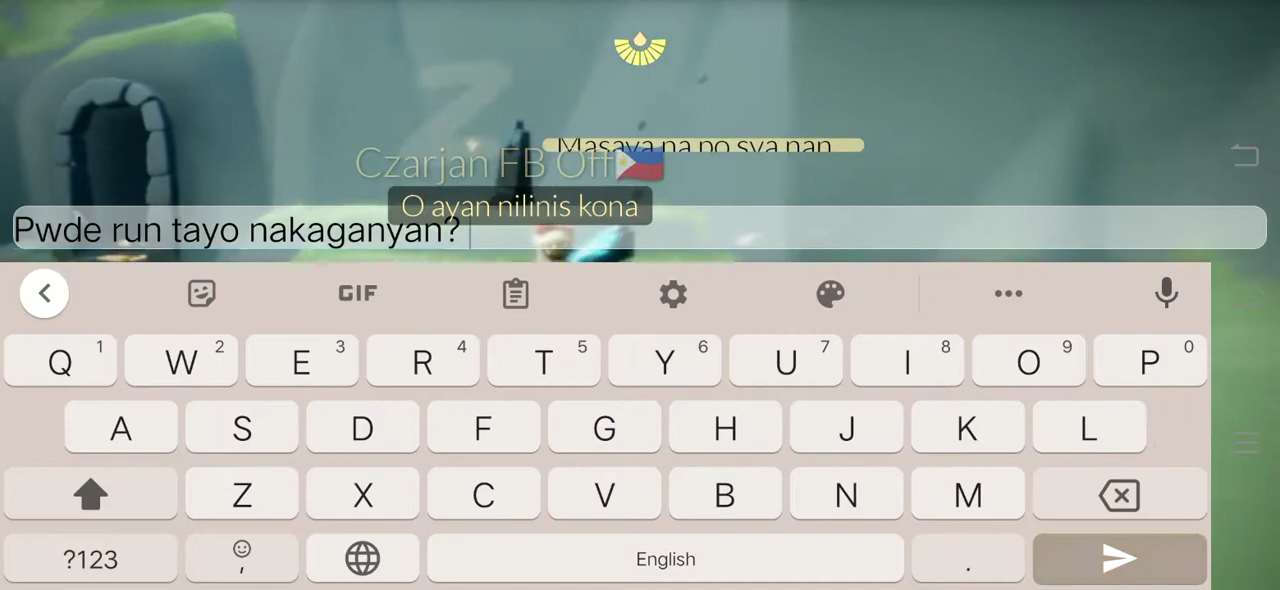 Masaya na po sya nan
Czarjan FB Off🇵🇭
O ayan nilinis kona
Pwde run tayo nakaganyan?
GIF
Q 1 W 2 E 3 R 4 T 5 Y 6 U 7 I 8 O 9 P 0
A S D F G H J K L
Z X C V B N M
?123 , English .